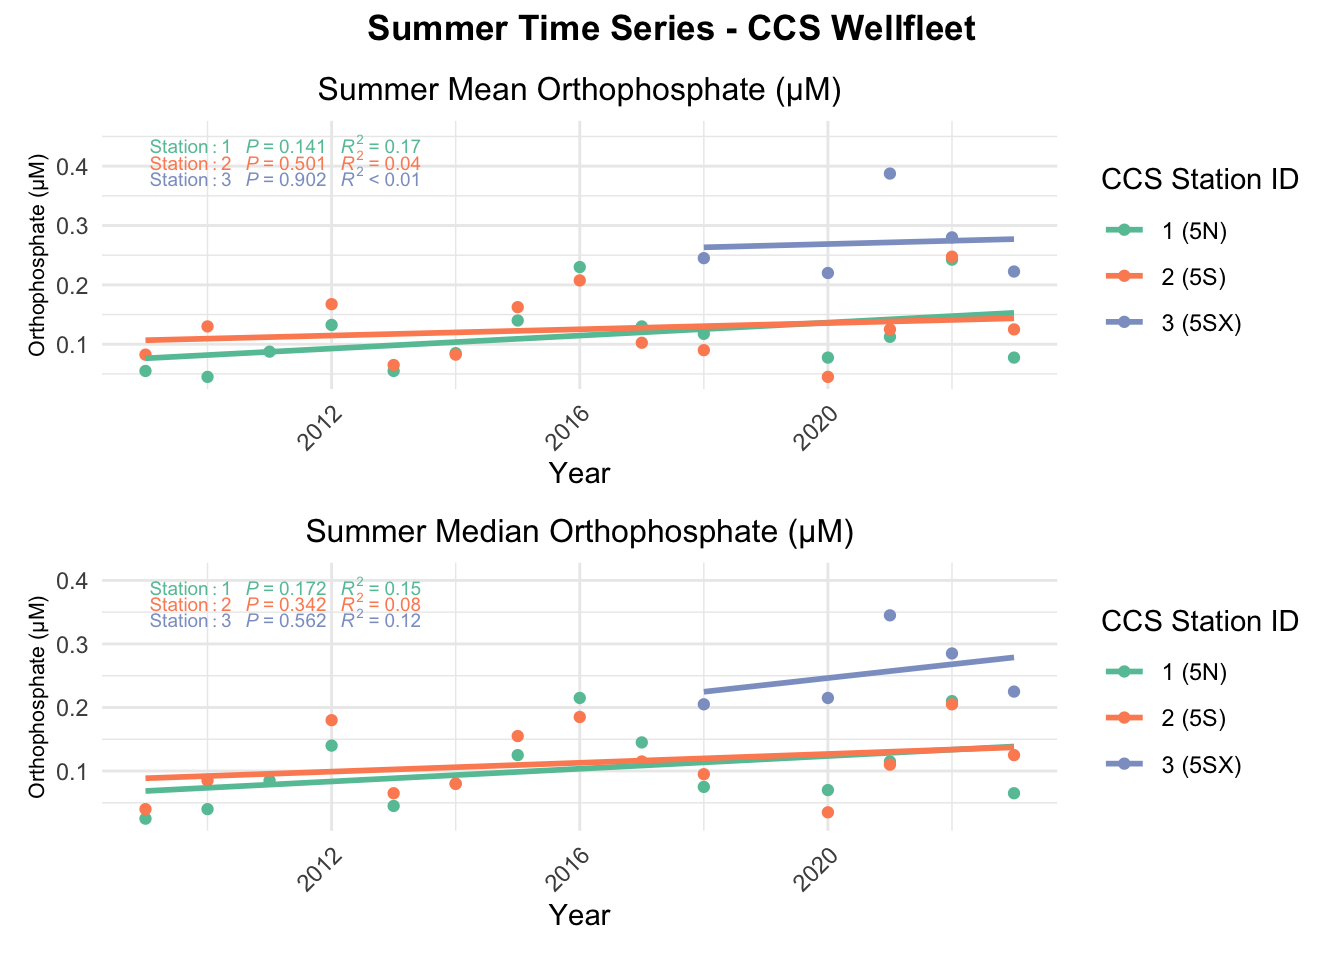 Summer Time Series - CCS Wellfleet
Summer Mean Orthophosphate (µM)
Station: 1 P = 0.141 R² = 0.17
Station: 2 P = 0.501 R² = 0.04
Station: 3 P = 0.902 R² < 0.01
Orthophosphate (µM)
0.4
0.3
0.2
0.1
2012
2016
2020
Year
CCS Station ID
1 (5N)
2 (5S)
3 (5SX)
Summer Median Orthophosphate (µM)
Station: 1 P = 0.172 R² = 0.15
Station: 2 P = 0.342 R² = 0.08
Station: 3 P = 0.562 R² = 0.12
Orthophosphate (µM)
0.4
0.3
0.2
0.1
2012
2016
2020
Year
CCS Station ID
1 (5N)
2 (5S)
3 (5SX)